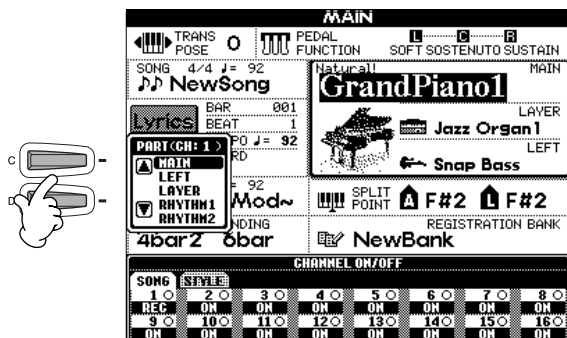 MAIN
TRANSPOSE 0
PEDAL FUNCTION
L C R
SOFT SOSTENUTO SUSTAIN
SONG 4/4 ♩= 92
NewSong
Natural! MAIN
GrandPiano1
BAR 001
BEAT 1
Lyrics
PO ♩= 92
RD
LAYER
Jazz Organ1
LEFT
Snap Bass
C
PART(CH: 1)
MAIN
LEFT
LAYER
RHYTHM1
RHYTHM2
= 92
Mod~
SPLIT POINT A F#2 L F#2
NDING
4bar2 6bar
REGISTRATION BANK
NewBank
CHANNEL ON/OFF
SONG STYLE
1 2 3 4 5 6 7 8
REC ON ON ON ON ON ON ON
9 10 11 12 13 14 15 16
ON ON ON ON ON ON ON ON